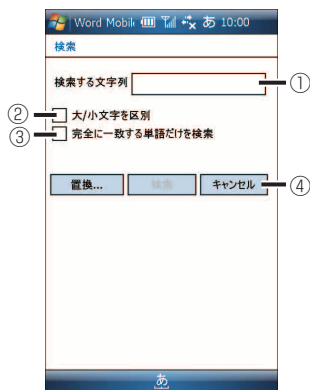 Word Mobil あ 10:00
検索
検索する文字列
①
② 大/小文字を区別
③ 完全に一致する単語だけを検索
置換... 検索 キャンセル ④
あ